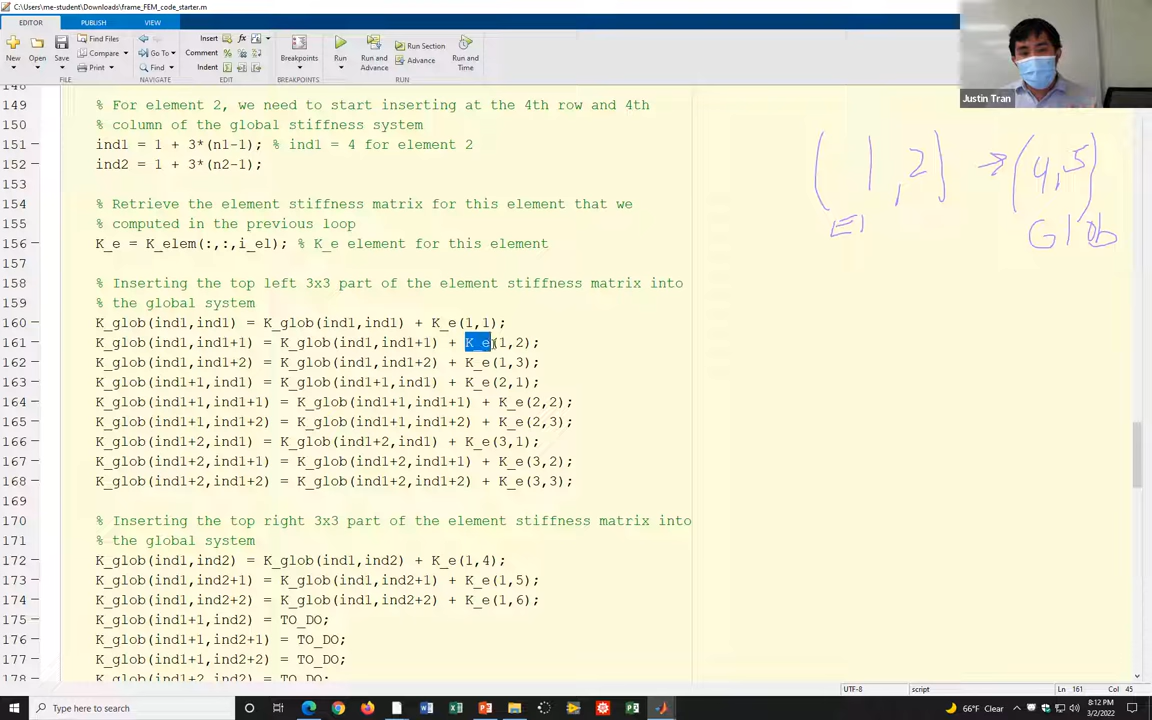 C:\Users\me-student\Downloads\frame_FEM_code_starter.m
EDITOR PUBLISH VIEW
New Open Save Find Files Compare Print
Go To Find
Insert fx
Comment
Indent
Breakpoints
Run Run and Advance Run Section Advance Run and Time
FILE NAVIGATE EDIT BREAKPOINTS RUN
Justin Tran
148
149 % For element 2, we need to start inserting at the 4th row and 4th
150 % column of the global stiffness system
151 ind1 = 1 + 3*(n1-1); % ind1 = 4 for element 2
152 ind2 = 1 + 3*(n2-1);
153
154 % Retrieve the element stiffness matrix for this element that we
155 % computed in the previous loop
156 K_e = K_elem(:,:,i_el); % K_e element for this element
157
158 % Inserting the top left 3x3 part of the element stiffness matrix into
159 % the global system
160 K_glob(ind1,ind1) = K_glob(ind1,ind1) + K_e(1,1);
161 K_glob(ind1,ind1+1) = K_glob(ind1,ind1+1) + K_e(1,2);
162 K_glob(ind1,ind1+2) = K_glob(ind1,ind1+2) + K_e(1,3);
163 K_glob(ind1+1,ind1) = K_glob(ind1+1,ind1) + K_e(2,1);
164 K_glob(ind1+1,ind1+1) = K_glob(ind1+1,ind1+1) + K_e(2,2);
165 K_glob(ind1+1,ind1+2) = K_glob(ind1+1,ind1+2) + K_e(2,3);
166 K_glob(ind1+2,ind1) = K_glob(ind1+2,ind1) + K_e(3,1);
167 K_glob(ind1+2,ind1+1) = K_glob(ind1+2,ind1+1) + K_e(3,2);
168 K_glob(ind1+2,ind1+2) = K_glob(ind1+2,ind1+2) + K_e(3,3);
169
170 % Inserting the top right 3x3 part of the element stiffness matrix into
171 % the global system
172 K_glob(ind1,ind2) = K_glob(ind1,ind2) + K_e(1,4);
173 K_glob(ind1,ind2+1) = K_glob(ind1,ind2+1) + K_e(1,5);
174 K_glob(ind1,ind2+2) = K_glob(ind1,ind2+2) + K_e(1,6);
175 K_glob(ind1+1,ind2) = TO_DO;
176 K_glob(ind1+1,ind2+1) = TO_DO;
177 K_glob(ind1+1,ind2+2) = TO_DO;
178 K_glob(ind1+2,ind2) = TO_DO;
(1,2) → (4,5)
El Glob
UTF-8 script Ln 161 Col 45
Type here to search
66°F Clear
8:12 PM
3/2/2022